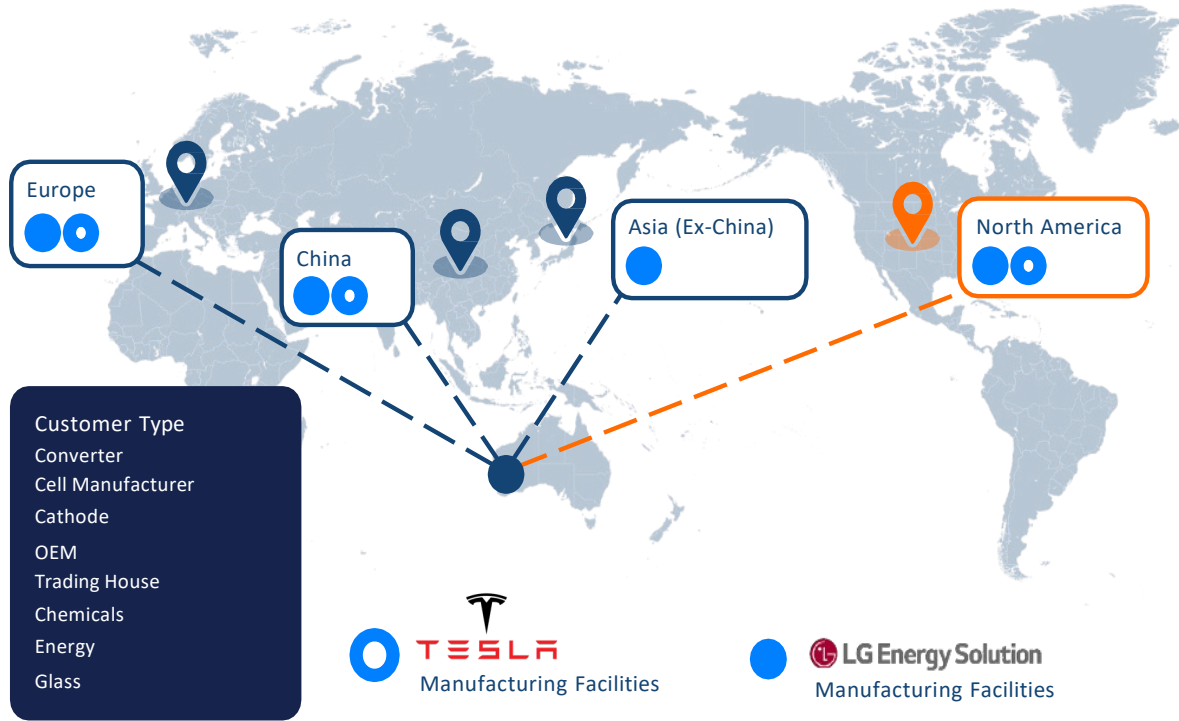 Europe
China
Asia (Ex-China)
North America
Customer Type
Converter
Cell Manufacturer
Cathode
OEM
Trading House
Chemicals
Energy
Glass
TESLA
Manufacturing Facilities
LG LG Energy Solution
Manufacturing Facilities